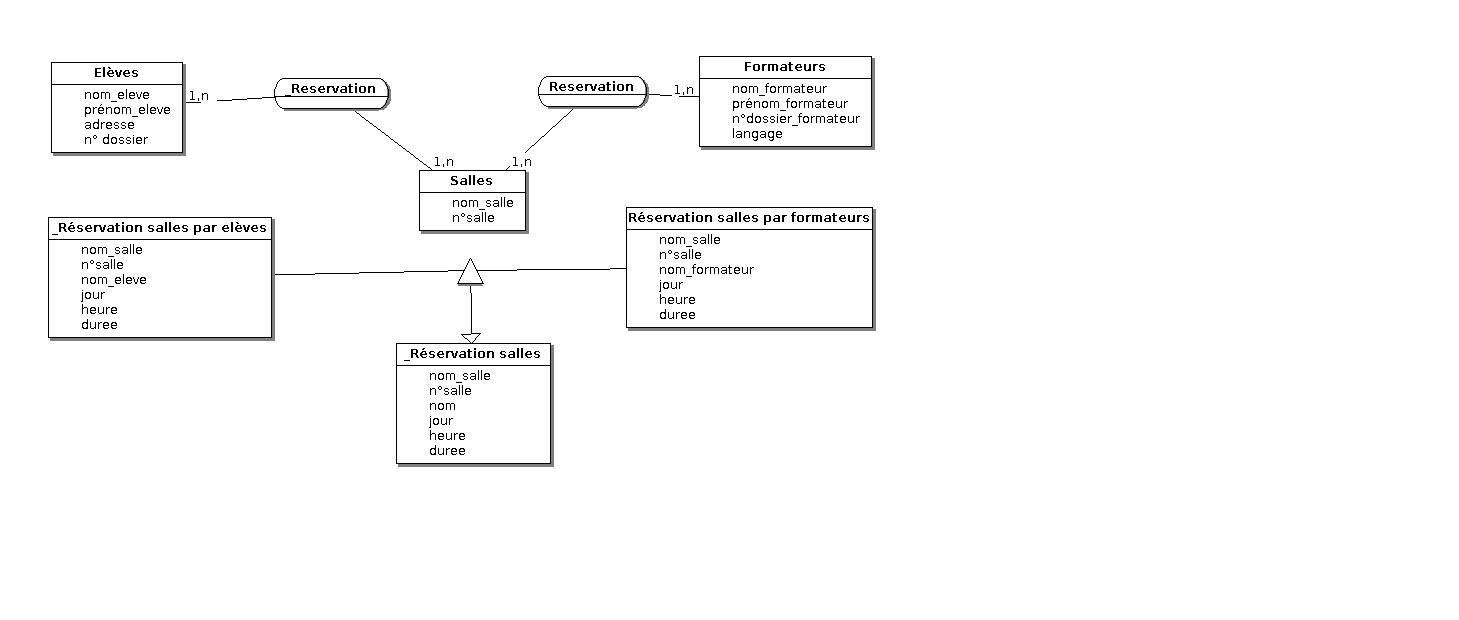 Elèves
nom_eleve
prénom_eleve
adresse
n° dossier
1,n
_Reservation
Reservation
1,n
Formateurs
nom_formateur
prénom_formateur
n°dossier_formateur
langage
1,n
1,n
Salles
nom_salle
n°salle
_Réservation salles par elèves
nom_salle
n°salle
nom_eleve
jour
heure
duree
Réservation salles par formateurs
nom_salle
n°salle
nom_formateur
jour
heure
duree
_Réservation salles
nom_salle
n°salle
nom
jour
heure
duree